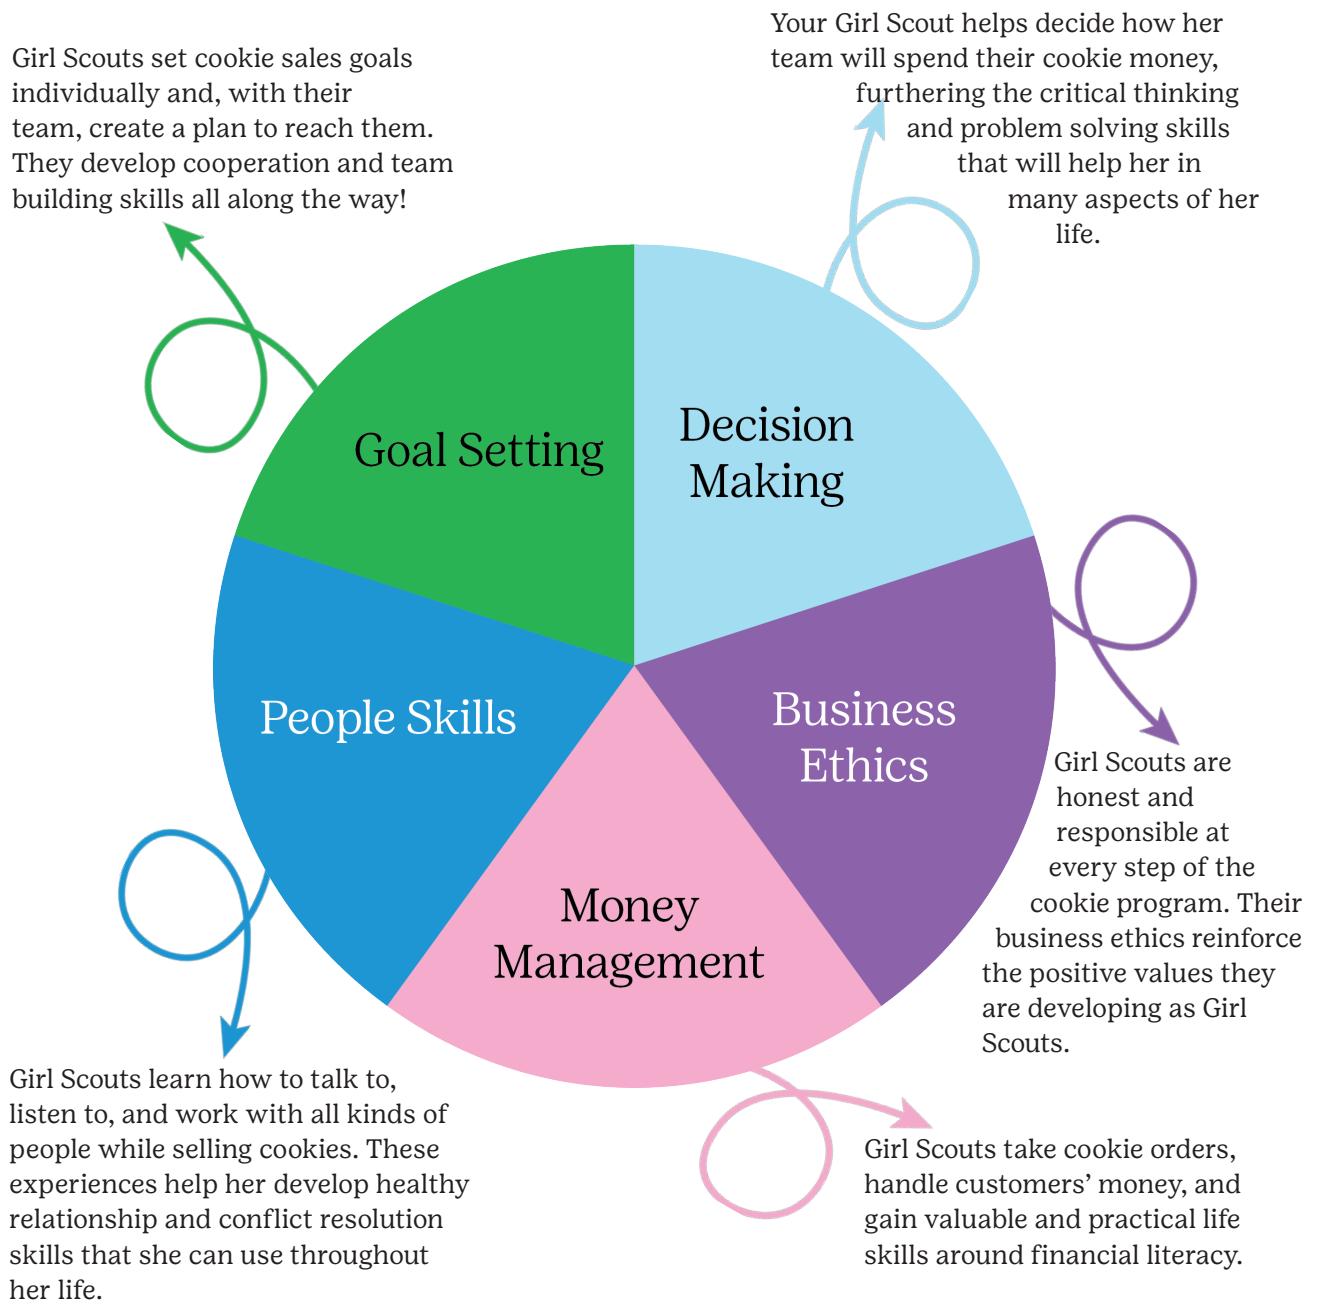 Girl Scouts set cookie sales goals
individually and, with their
team, create a plan to reach them.
They develop cooperation and team
building skills all along the way!
Your Girl Scout helps decide how her
team will spend their cookie money,
furthering the critical thinking
and problem solving skills
that will help her in
many aspects of her
life.
Goal Setting
Decision
Making
People Skills
Business
Ethics
Money
Management
Girl Scouts are
honest and
responsible at
every step of the
cookie program. Their
business ethics reinforce
the positive values they
are developing as Girl
Scouts.
Girl Scouts learn how to talk to,
listen to, and work with all kinds of
people while selling cookies. These
experiences help her develop healthy
relationship and conflict resolution
skills that she can use throughout
her life.
Girl Scouts take cookie orders,
handle customers’ money, and
gain valuable and practical life
skills around financial literacy.